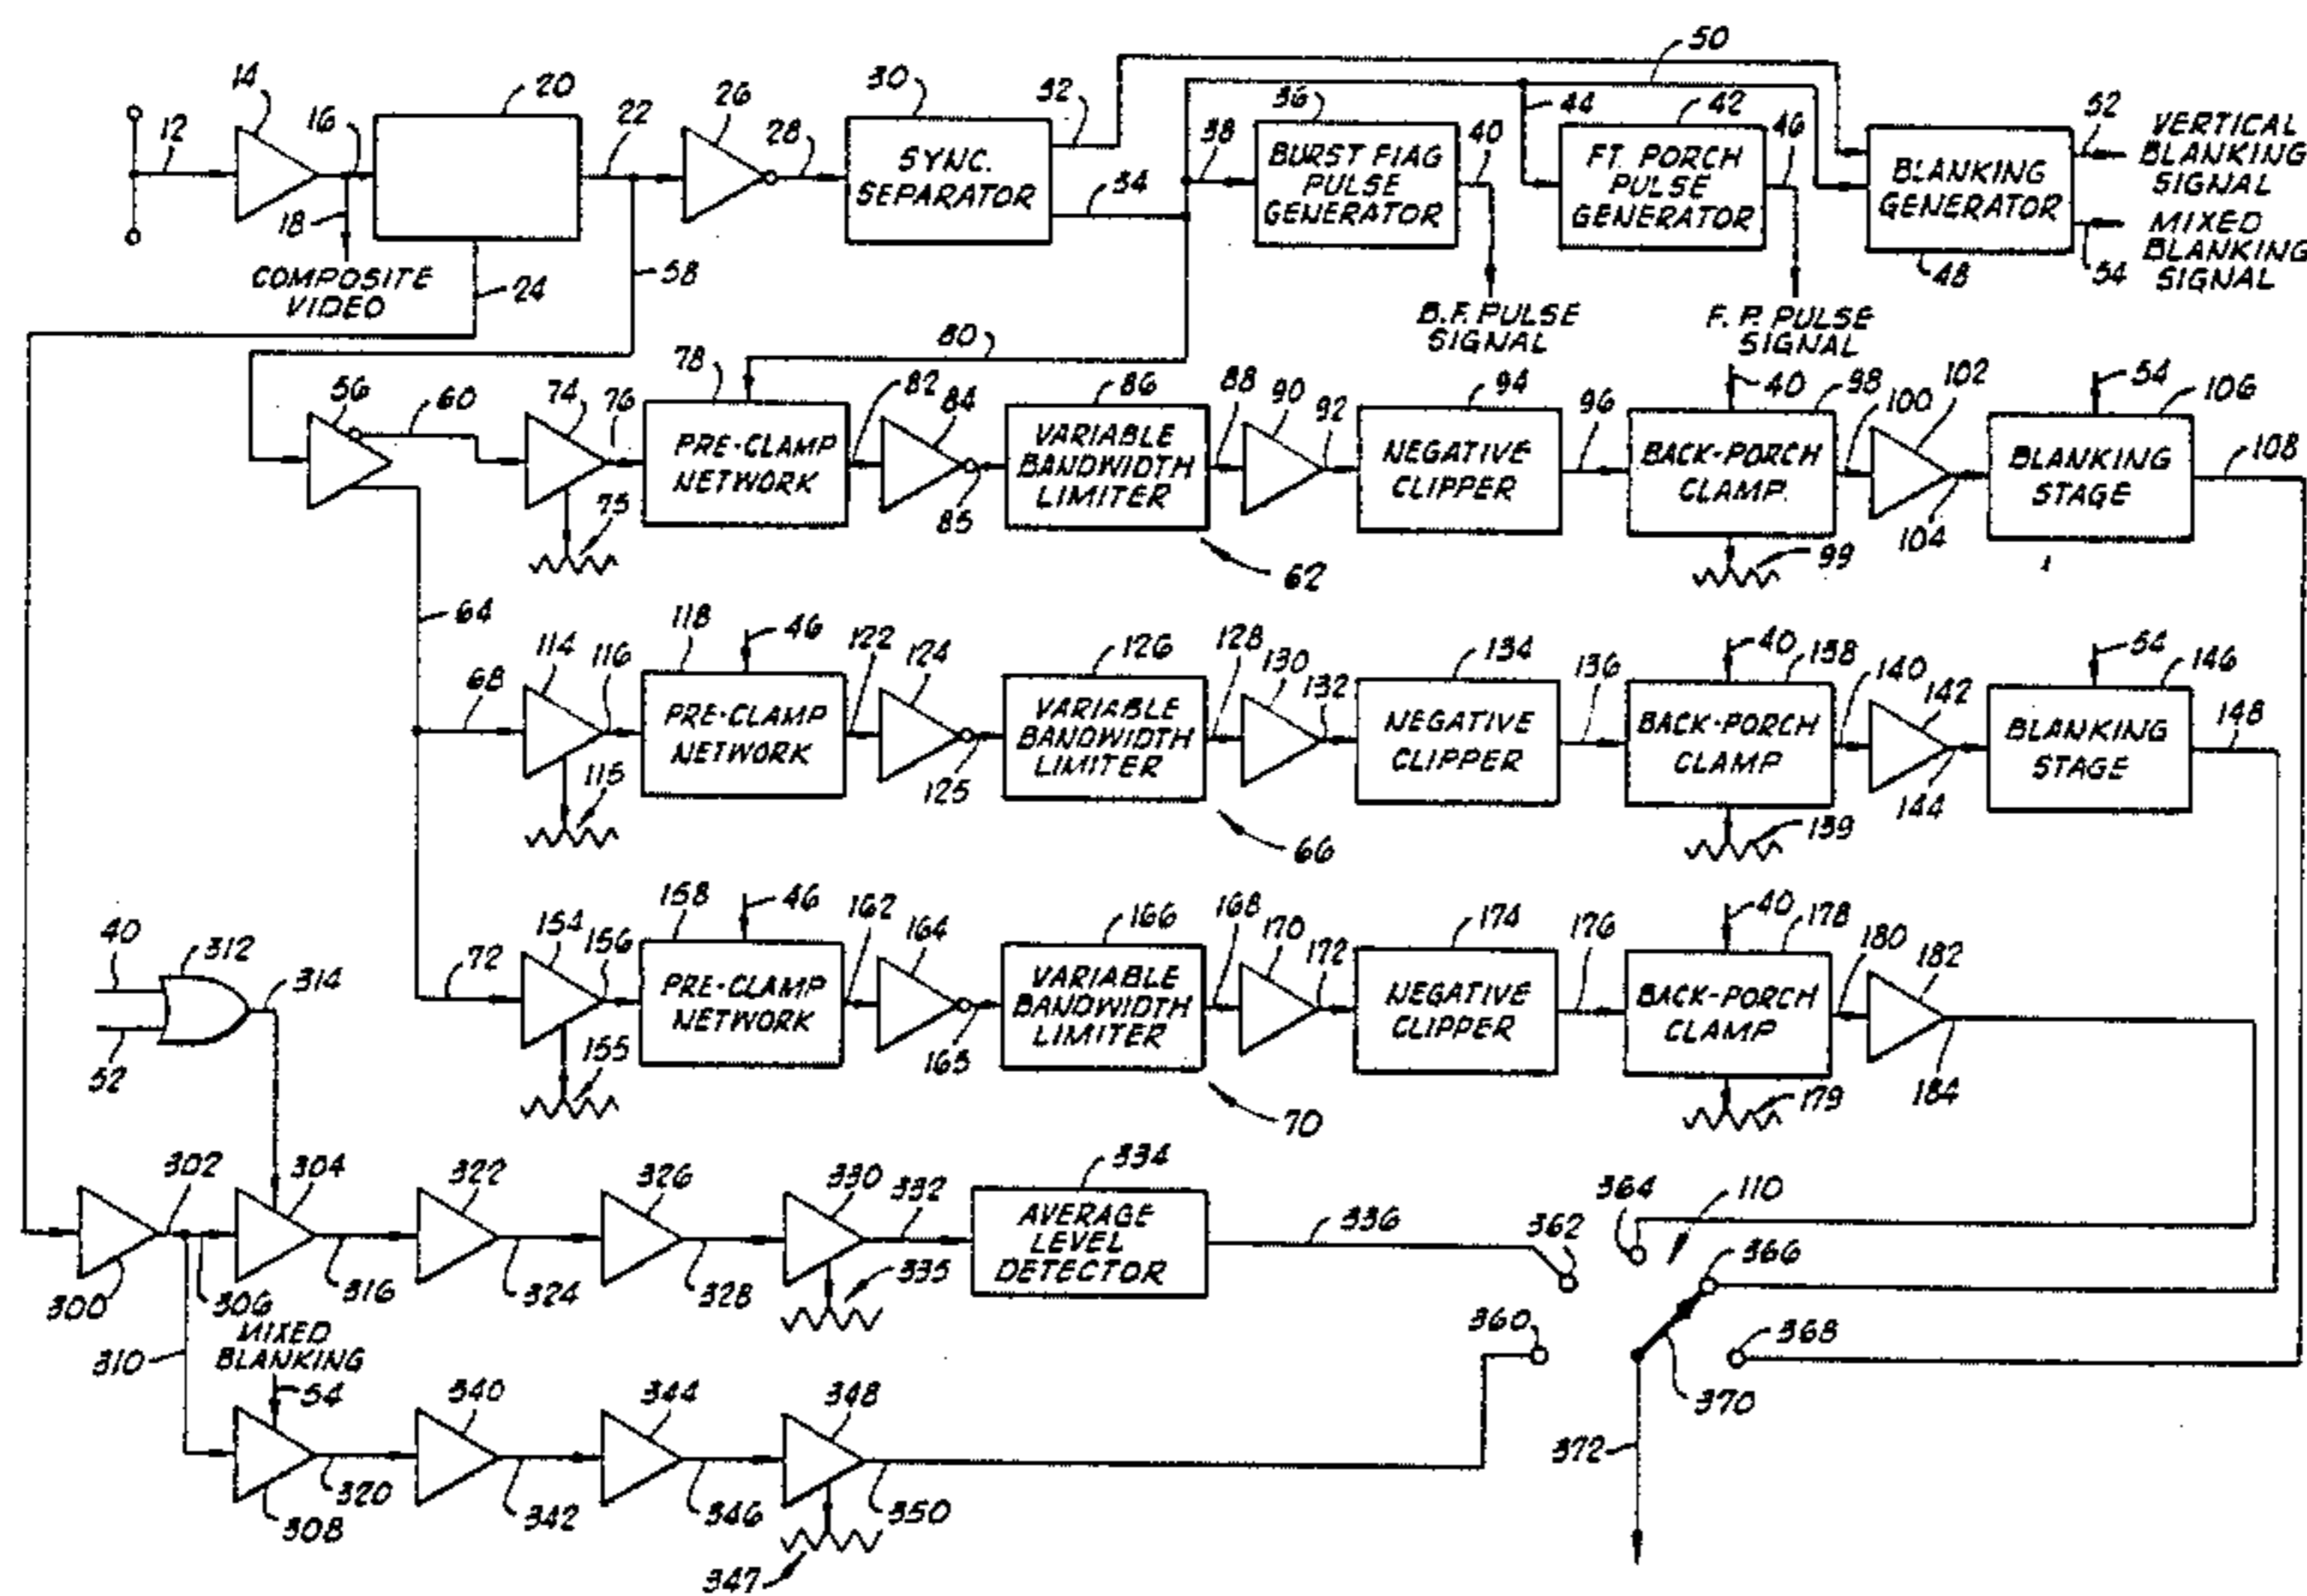 12
14
16
18
COMPOSITE
VIDEO
20
22
24
58
26
28
30
SYNC.
SEPARATOR
32
34
36
38
BURST FLAG
PULSE
GENERATOR
40
B.F. PULSE
SIGNAL
44
42
FT. PORCH
PULSE
GENERATOR
46
F. P. PULSE
SIGNAL
50
BLANKING
GENERATOR
48
52
VERTICAL
BLANKING
SIGNAL
54
MIXED
BLANKING
SIGNAL
56
60
64
74
75
76
78
PRE-CLAMP
NETWORK
80
82
84
85
86
VARIABLE
BANDWIDTH
LIMITER
62
88
90
92
94
NEGATIVE
CLIPPER
96
40
98
BACK-PORCH
CLAMP.
99
100
102
104
54
106
BLANKING
STAGE
108
68
114
115
116
118
46
PRE-CLAMP
NETWORK
122
124
125
126
VARIABLE
BANDWIDTH
LIMITER
66
128
130
132
134
NEGATIVE
CLIPPER
136
40
138
BACK-PORCH
CLAMP
139
140
142
144
54
146
BLANKING
STAGE
148
72
154
155
156
158
46
PRE-CLAMP
NETWORK
162
164
165
166
VARIABLE
BANDWIDTH
LIMITER
70
168
170
172
174
NEGATIVE
CLIPPER
176
40
178
BACK-PORCH
CLAMP
179
180
182
184
40
52
312
314
300
302
304
306
316
322
324
326
328
330
332
335
334
AVERAGE
LEVEL
DETECTOR
336
362
364
110
366
360
368
370
372
310
MIXED
BLANKING
54
308
320
340
342
344
346
348
347
350